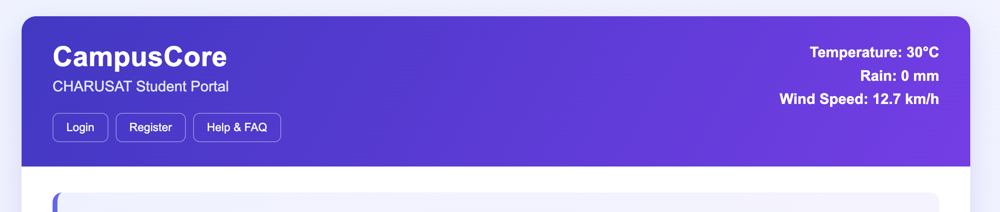 CampusCore
CHARUSAT Student Portal
Login
Register
Help & FAQ
Temperature: 30°C
Rain: 0 mm
Wind Speed: 12.7 km/h